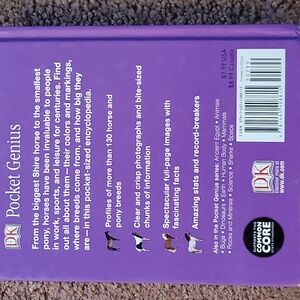 DK Pocket Genius
From the biggest Shire horse to the smallest
pony, horses have been invaluable to people
in work, sport, and friendship for centuries. Find
out all about them—their colors and markings,
where breeds come from, and how big they
are—in this pocket-sized encyclopedia.
Profiles of more than 130 horse and
pony breeds
Clear and crisp photographs and bite-sized
chunks of information
Spectacular full-page images with
fascinating facts
Amazing stats and record-breakers
Also in the Pocket Genius series: Ancient Egypt • Animals
Rocks and Minerals • Science • Sharks • Space
$7.99 USA
$8.99 Canada
DK
COMMON
CORE